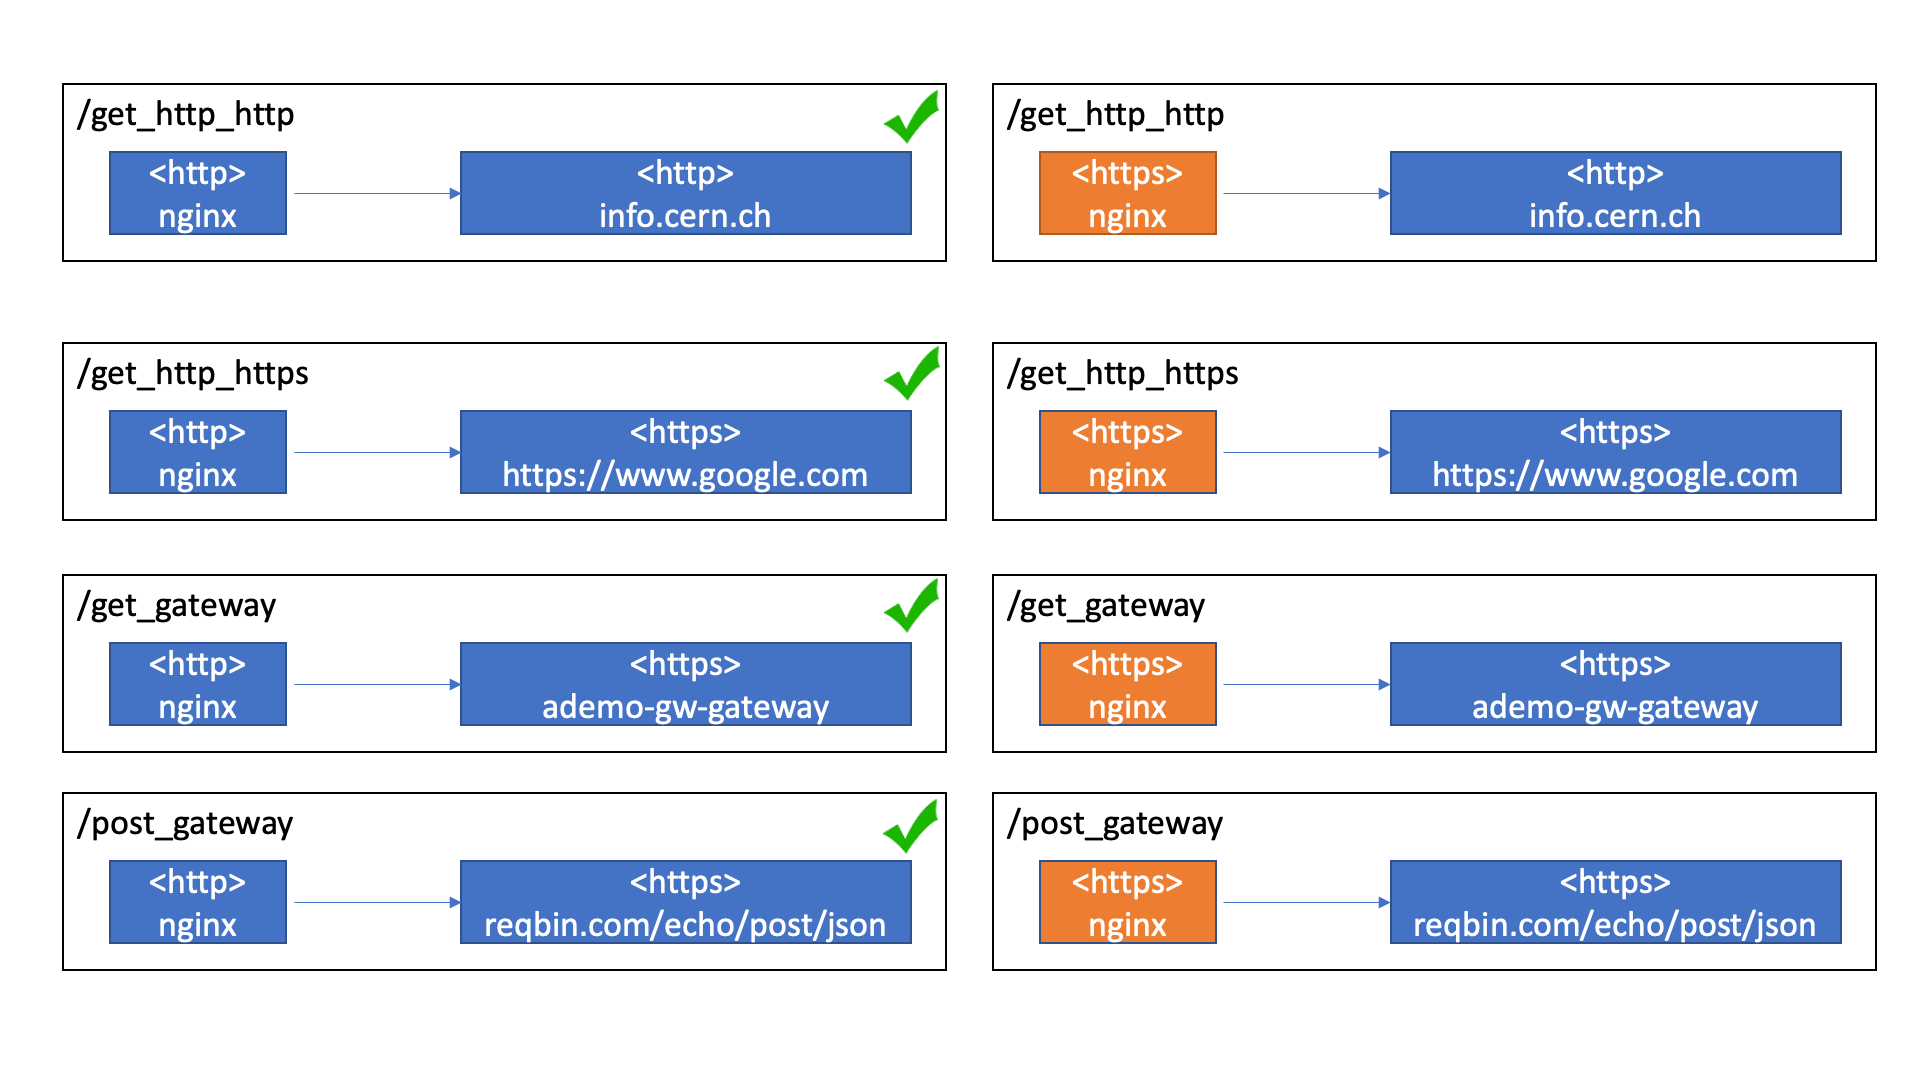 /get_http_http
<http>
nginx
<http>
info.cern.ch
/get_http_http
<https>
nginx
<http>
info.cern.ch
/get_http_https
<http>
nginx
<https>
https://www.google.com
/get_http_https
<https>
nginx
<https>
https://www.google.com
/get_gateway
<http>
nginx
<https>
ademo-gw-gateway
/get_gateway
<https>
nginx
<https>
ademo-gw-gateway
/post_gateway
<http>
nginx
<https>
reqbin.com/echo/post/json
/post_gateway
<https>
nginx
<https>
reqbin.com/echo/post/json